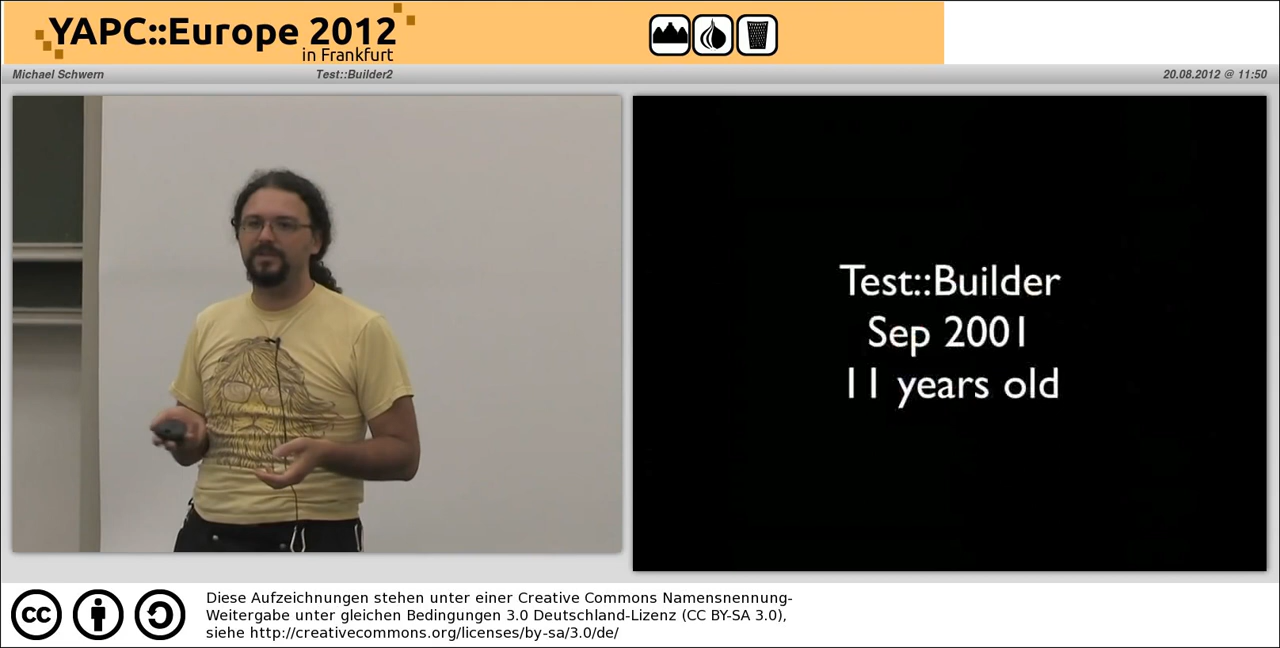 YAPC::Europe 2012
in Frankfurt
Michael Schwern
Test::Builder2
20.08.2012 @ 11:50
Test::Builder
Sep 2001
11 years old
cc
Diese Aufzeichnungen stehen unter einer Creative Commons Namensnennung-
Weitergabe unter gleichen Bedingungen 3.0 Deutschland-Lizenz (CC BY-SA 3.0),
siehe http://creativecommons.org/licenses/by-sa/3.0/de/